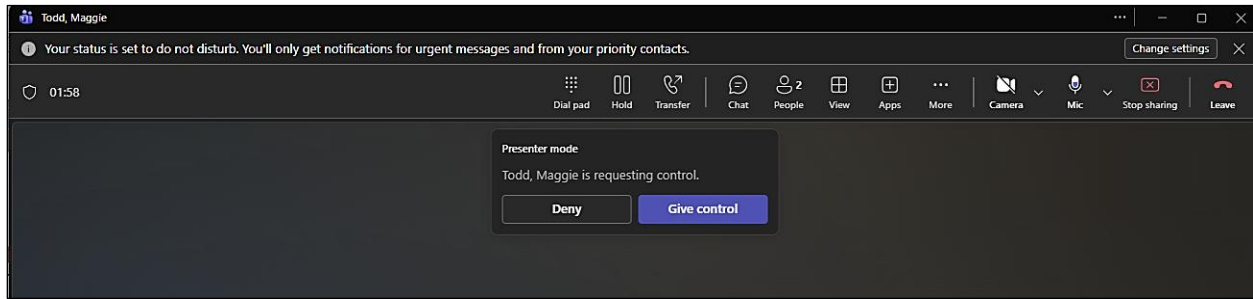 Todd, Maggie
Your status is set to do not disturb. You'll only get notifications for urgent messages and from your priority contacts.
Change settings
01:58
Dial pad
Hold
Transfer
Chat
2
People
View
Apps
More
Camera
Mic
Stop sharing
Leave
Presenter mode
Todd, Maggie is requesting control.
Deny
Give control